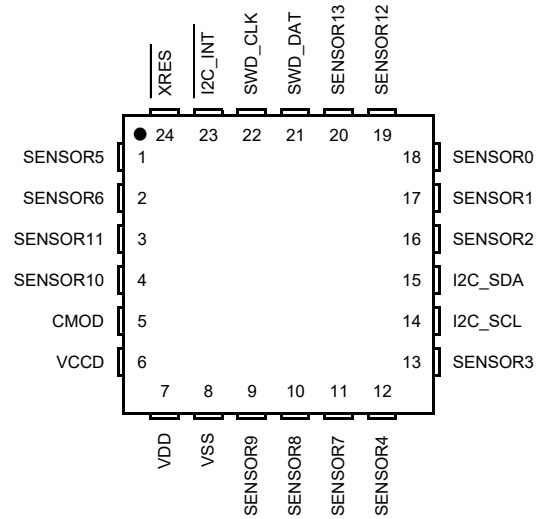 XRES
I2C_INT
SWD_CLK
SWD_DAT
SENSOR13
SENSOR12
24 23 22 21 20 19
SENSOR5 1 18 SENSOR0
SENSOR6 2 17 SENSOR1
SENSOR11 3 16 SENSOR2
SENSOR10 4 15 I2C_SDA
CMOD 5 14 I2C_SCL
VCCD 6 13 SENSOR3
7 8 9 10 11 12
VDD
VSS
SENSOR9
SENSOR8
SENSOR7
SENSOR4